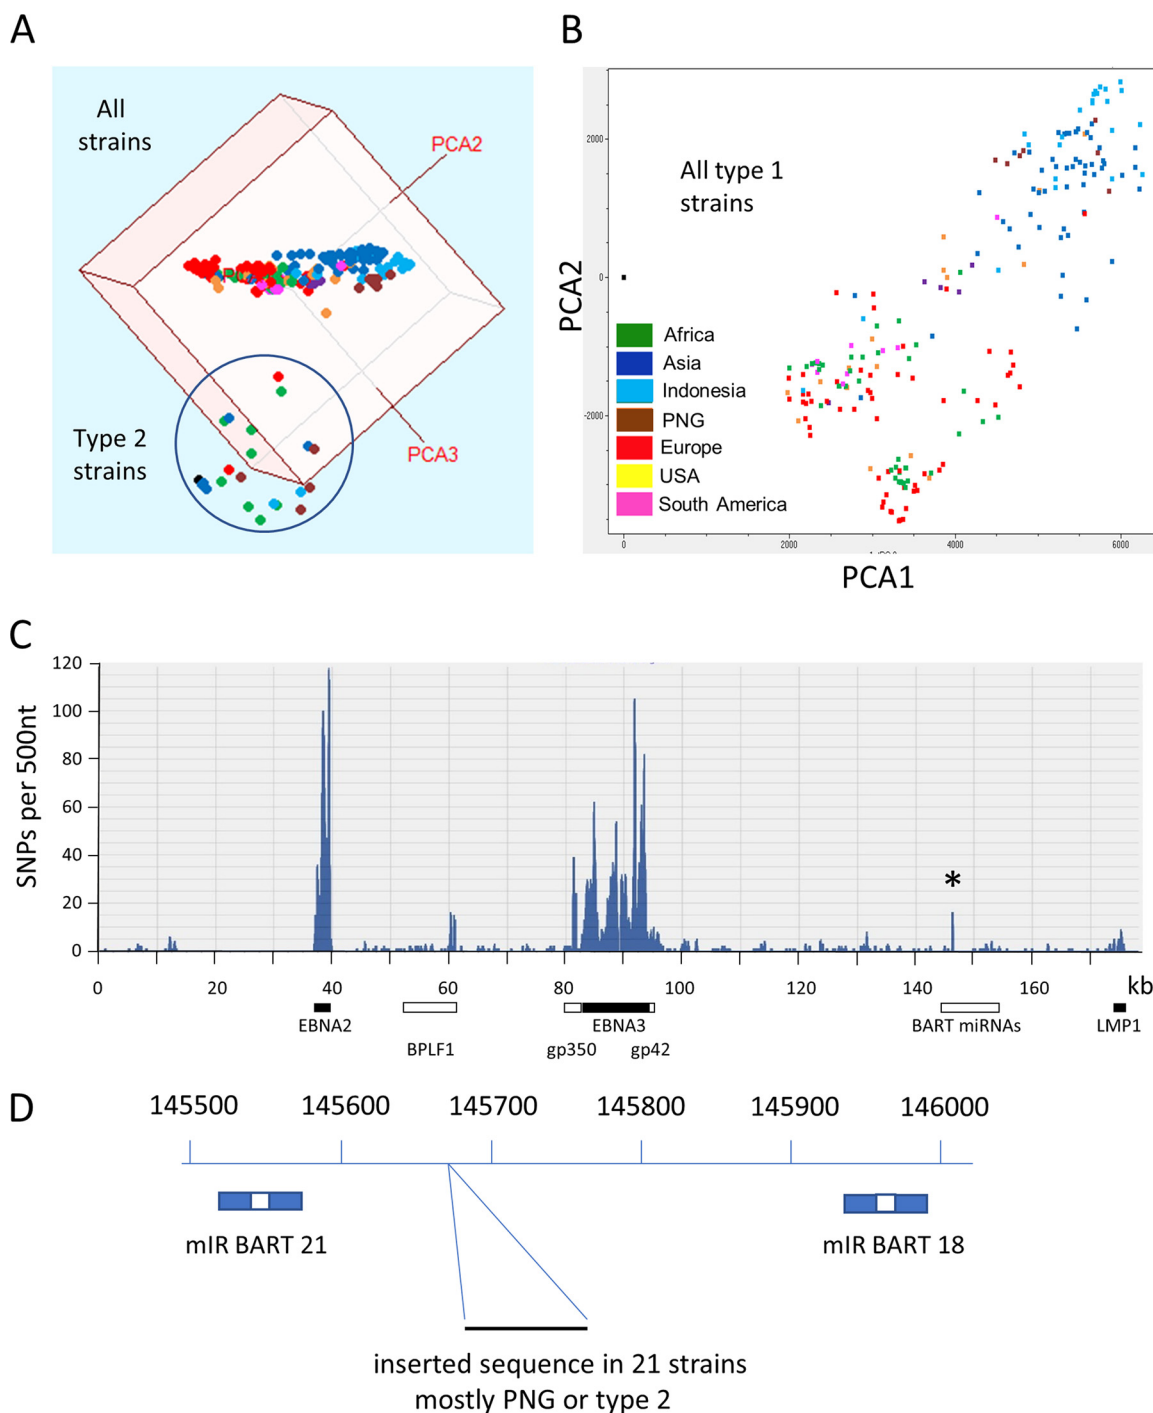 A
All
strains
PCA2
PCA3
Type 2
strains
B
All type 1
strains
PCA2
2000
0
-2000
Africa
Asia
Indonesia
PNG
Europe
USA
South America
0
2000
4000
6000
PCA1
C
SNPs per 500nt
120
100
80
60
40
20
0
*
0
20
40
60
80
100
120
140
160
kb
EBNA2
BPLF1
gp350
EBNA3
gp42
BART miRNAs
LMP1
D
145500
145600
145700
145800
145900
146000
mIR BART 21
mIR BART 18
inserted sequence in 21 strains
mostly PNG or type 2